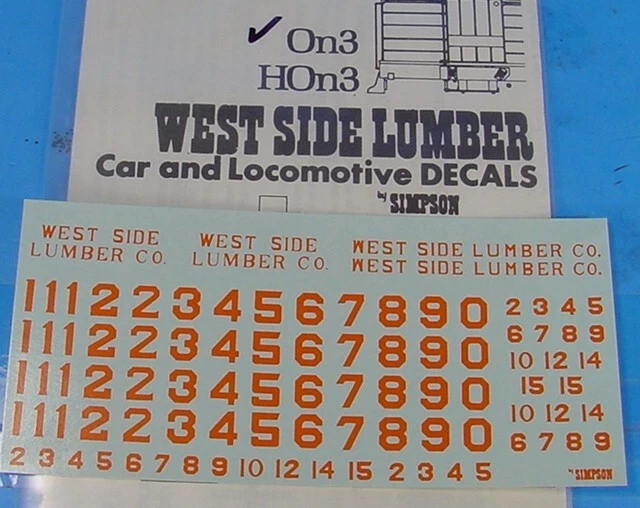 ✓ On3
HOn3
WEST SIDE LUMBER
Car and Locomotive DECALS
by SIMPSON
WEST SIDE
LUMBER CO.
WEST SIDE
LUMBER CO.
WEST SIDE LUMBER CO.
WEST SIDE LUMBER CO.
1 1 1 2 2 3 4 5 6 7 8 9 0
1 1 1 2 2 3 4 5 6 7 8 9 0
1 1 1 2 2 3 4 5 6 7 8 9 0
1 1 1 2 2 3 4 5 6 7 8 9 0
2 3 4 5
6 7 8 9
10 12 14
15 15
10 12 14
6 7 8 9
2 3 4 5 6 7 8 9 10 12 14 15 2 3 4 5
by SIMPSON